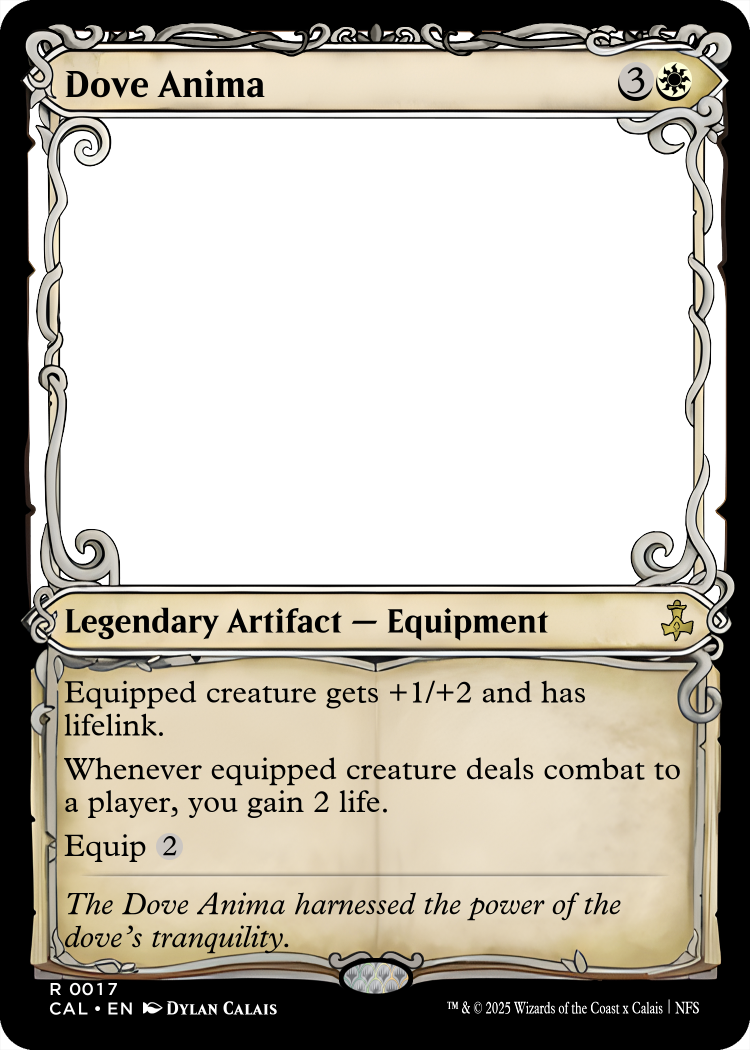 Dove Anima 3
Legendary Artifact — Equipment
Equipped creature gets +1/+2 and has
lifelink.
Whenever equipped creature deals combat to
a player, you gain 2 life.
Equip 2
The Dove Anima harnessed the power of the
dove's tranquility.
R 0017
CAL • EN Dylan Calais
™ & © 2025 Wizards of the Coast x Calais | NFS